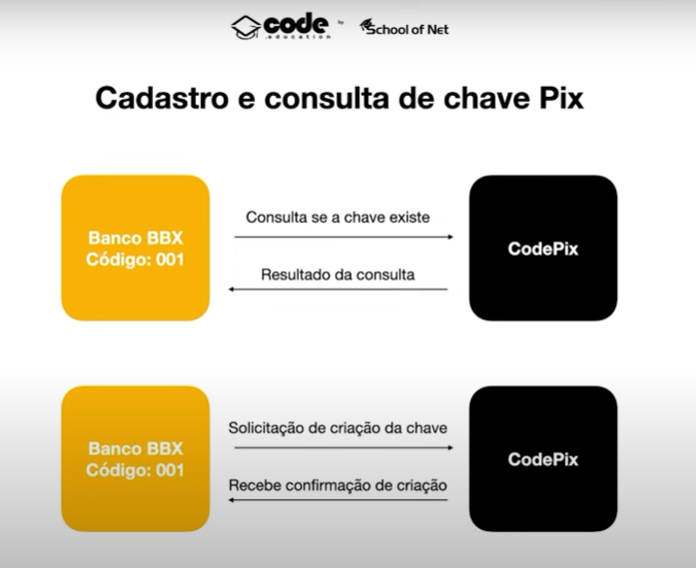 code
.education
by
School of Net
Cadastro e consulta de chave Pix
Banco BBX
Código: 001
Consulta se a chave existe
Resultado da consulta
CodePix
Banco BBX
Código: 001
Solicitação de criação da chave
Recebe confirmação de criação
CodePix